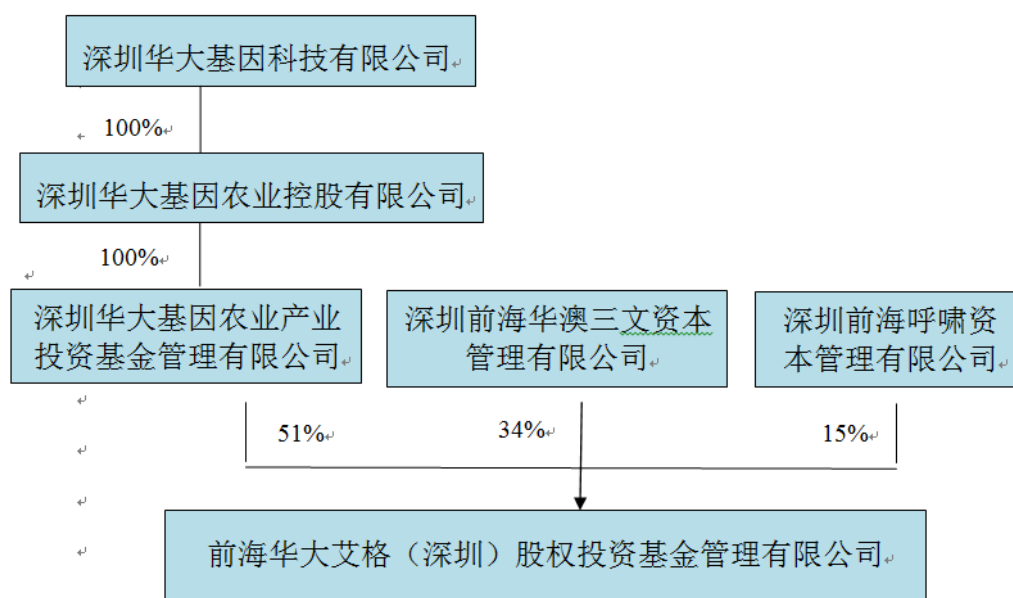 深圳华大基因科技有限公司
100%
深圳华大基因农业控股有限公司
100%
深圳华大基因农业产业
投资基金管理有限公司
深圳前海华澳三文资本
管理有限公司
深圳前海呼啸资
本管理有限公司
51%
34%
15%
前海华大艾格（深圳）股权投资基金管理有限公司